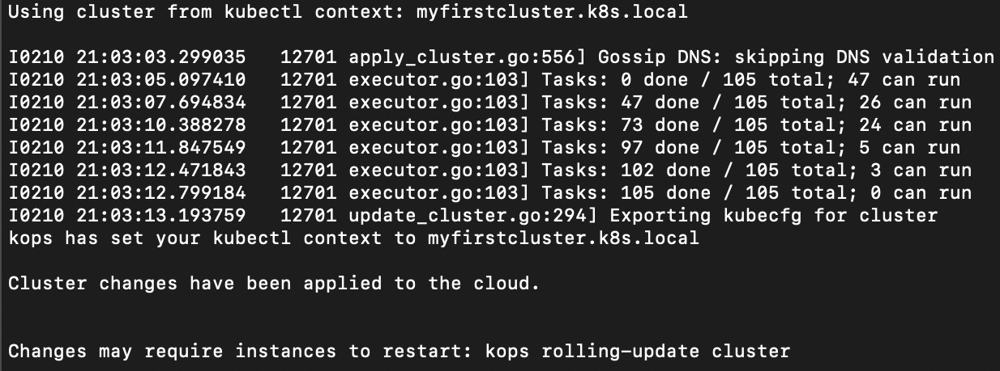 Using cluster from kubectl context: myfirstcluster.k8s.local
I0210 21:03:03.299035   12701 apply_cluster.go:556] Gossip DNS: skipping DNS validation
I0210 21:03:05.097410   12701 executor.go:103] Tasks: 0 done / 105 total; 47 can run
I0210 21:03:07.694834   12701 executor.go:103] Tasks: 47 done / 105 total; 26 can run
I0210 21:03:10.388278   12701 executor.go:103] Tasks: 73 done / 105 total; 24 can run
I0210 21:03:11.847549   12701 executor.go:103] Tasks: 97 done / 105 total; 5 can run
I0210 21:03:12.471843   12701 executor.go:103] Tasks: 102 done / 105 total; 3 can run
I0210 21:03:12.799184   12701 executor.go:103] Tasks: 105 done / 105 total; 0 can run
I0210 21:03:13.193759   12701 update_cluster.go:294] Exporting kubecfg for cluster
kops has set your kubectl context to myfirstcluster.k8s.local
Cluster changes have been applied to the cloud.
Changes may require instances to restart: kops rolling-update cluster